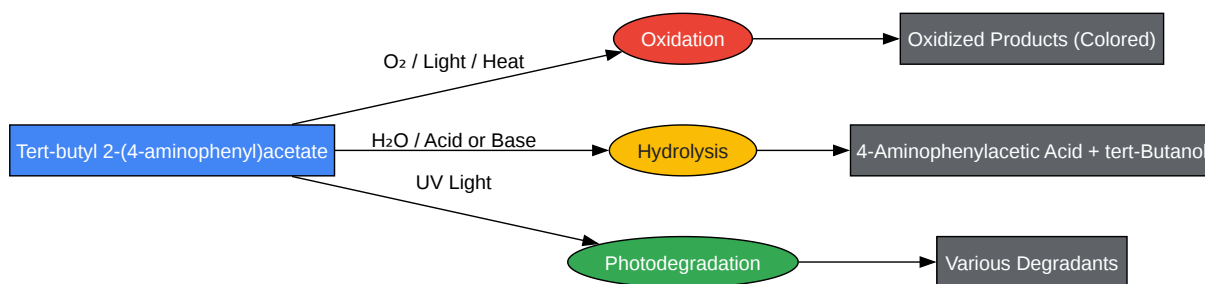 O₂ / Light / Heat
Oxidation
Oxidized Products (Colored)
Tert-butyl 2-(4-aminophenyl)acetate
H₂O / Acid or Base
Hydrolysis
4-Aminophenylacetic Acid + tert-Butanol
UV Light
Photodegradation
Various Degradants